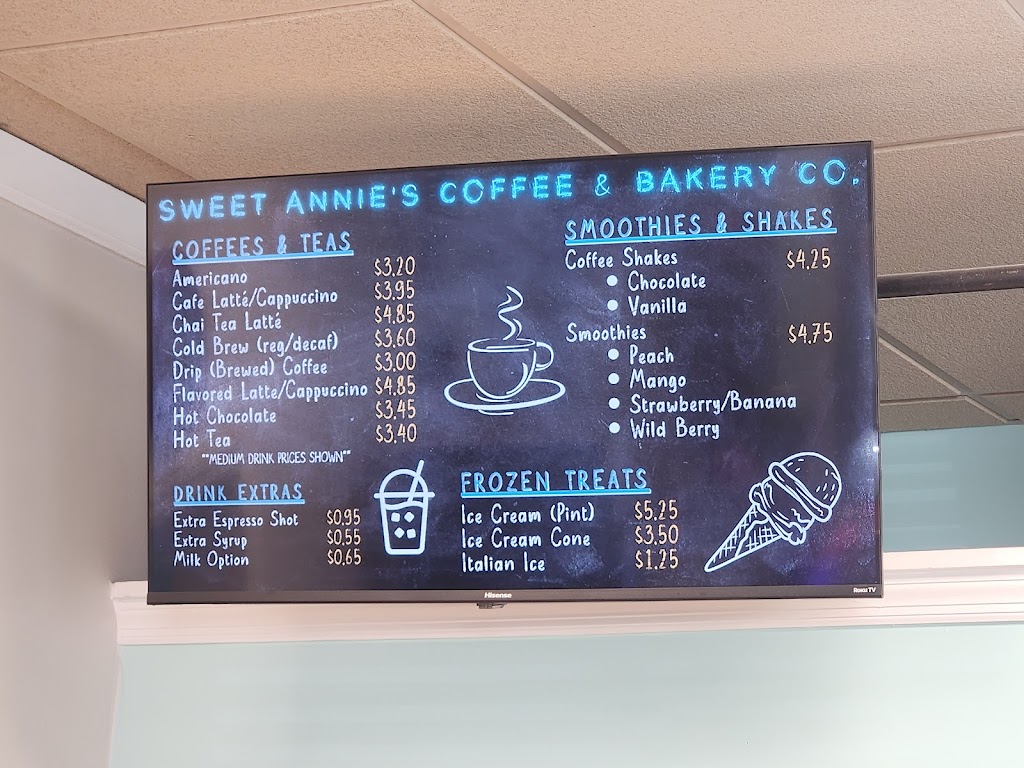 SWEET ANNIE'S COFFEE & BAKERY CO.
COFFEES & TEAS
Americano $3.20
Cafe Latté/Cappuccino $3.95
Chai Tea Latté $4.85
Cold Brew (reg/decaf) $3.60
Drip (Brewed) Coffee $3.00
Flavored Latte/Cappuccino $4.85
Hot Chocolate $3.45
Hot Tea $3.40
**MEDIUM DRINK PRICES SHOWN**
DRINK EXTRAS
Extra Espresso Shot $0.95
Extra Syrup $0.55
Milk Option $0.65
SMOOTHIES & SHAKES
Coffee Shakes $4.25
• Chocolate
• Vanilla
Smoothies $4.75
• Peach
• Mango
• Strawberry/Banana
• Wild Berry
FROZEN TREATS
Ice Cream (Pint) $5.25
Ice Cream Cone $3.50
Italian Ice $1.25
Hisense
Roku TV